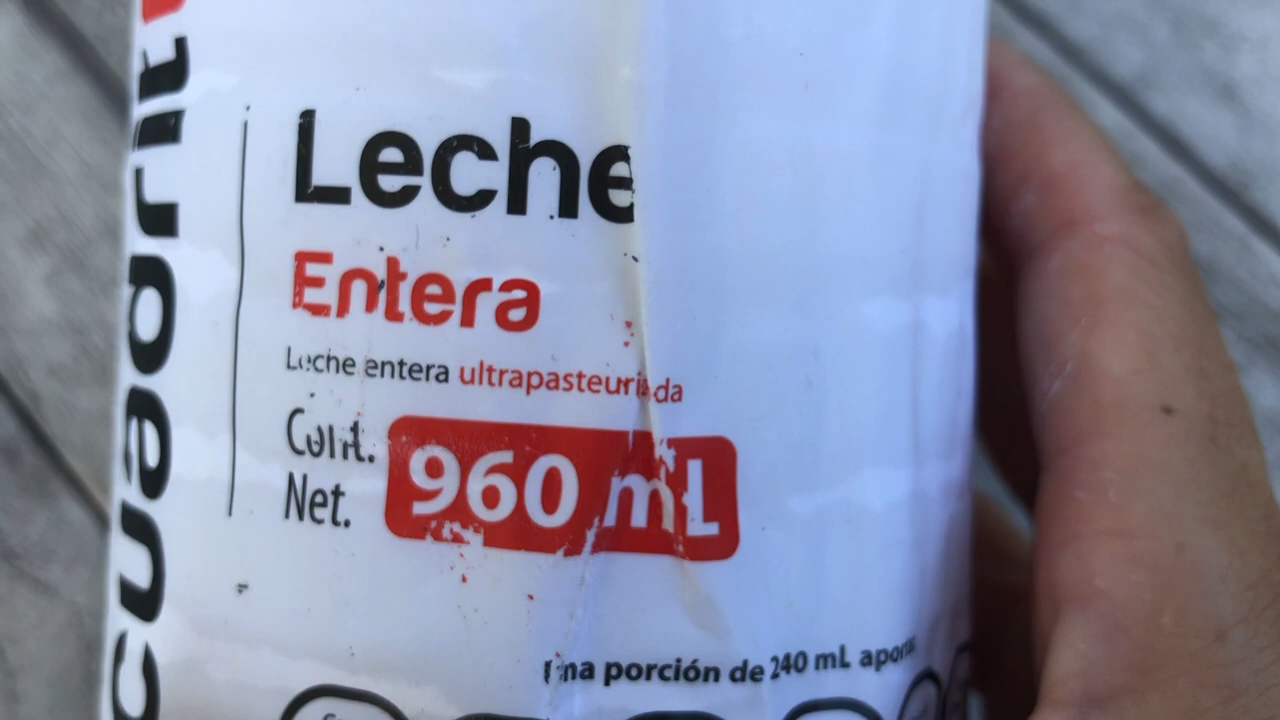 Leche
Entera
Leche entera ultrapasteurizada
Cont.
Net.
960 mL
Una porción de 240 mL aporta